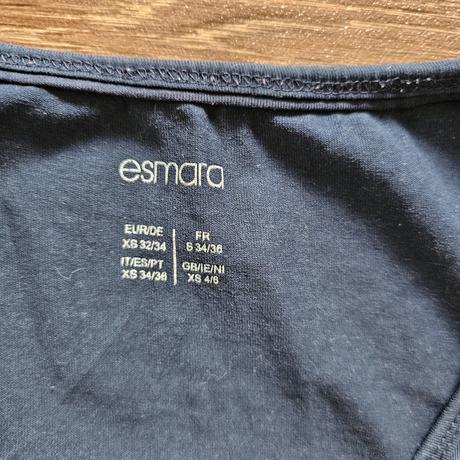 esmara
EUR/DE
XS 32/34
FR
S 34/36
IT/ES/PT
XS 34/36
GB/IE/NI
XS 4/6